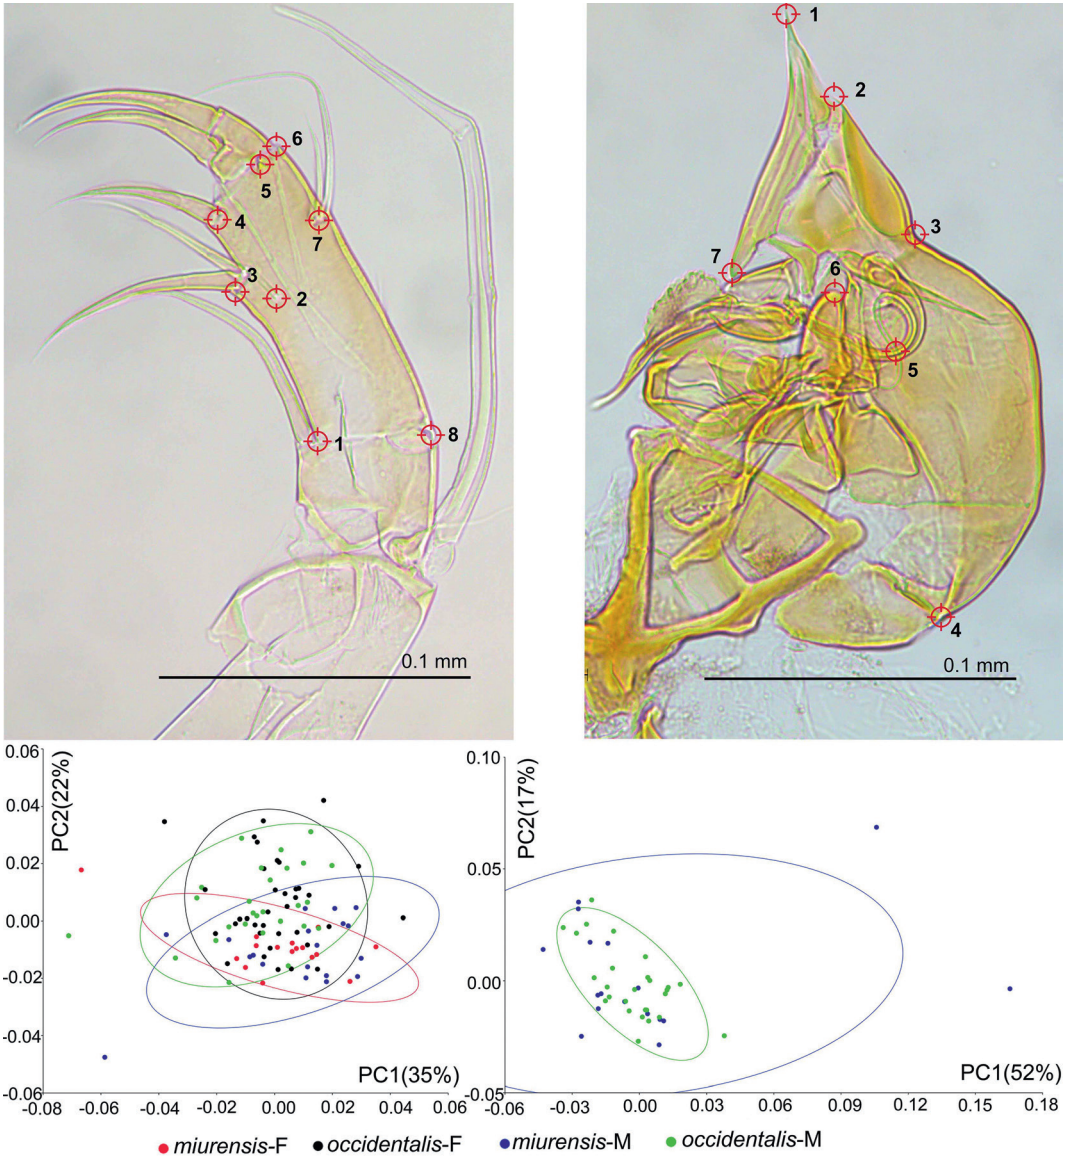 6
5
4
7
3
2
1
8
0.1 mm
1
2
3
7
6
5
4
0.1 mm
0.06
0.04
0.02
0.00
-0.02
-0.04
-0.06
PC2(22%)
PC1(35%)
-0.08 -0.06 -0.04 -0.02 0.00 0.02 0.04 0.06
0.10
0.05
0.00
-0.05
PC2(17%)
PC1(52%)
-0.06 -0.03 0.00 0.03 0.06 0.09 0.12 0.15 0.18
miurensis-F occidentalis-F miurensis-M occidentalis-M